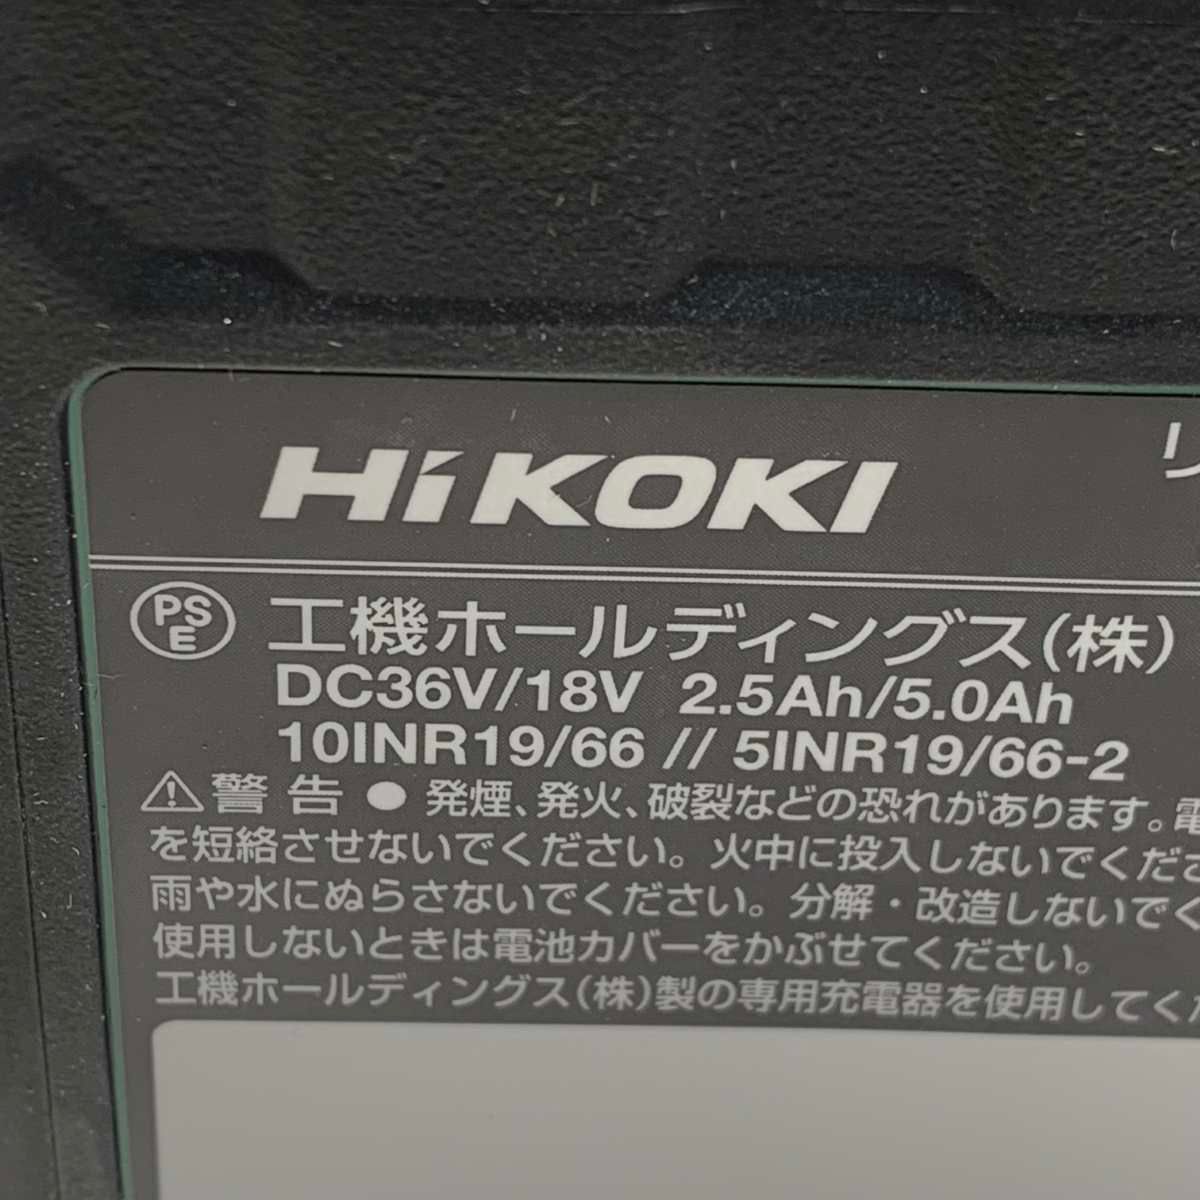 HiKOKI
リ
PSE 工機ホールディングス(株)
DC36V/18V 2.5Ah/5.0Ah
10INR19/66 // 5INR19/66-2
⚠警告 ●発煙、発火、破裂などの恐れがあります。電
を短絡させないでください。火中に投入しないでくださ
雨や水にぬらさないでください。分解・改造しないでく
使用しないときは電池カバーをかぶせてください。
工機ホールディングス(株)製の専用充電器を使用してくだ